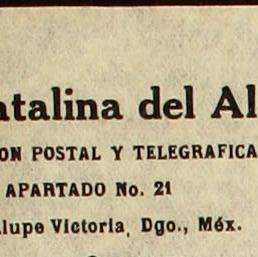 atalina del Al
ON POSTAL Y TELEGRAFICA
APARTADO No. 21
lupe Victoria, Dgo., Méx.